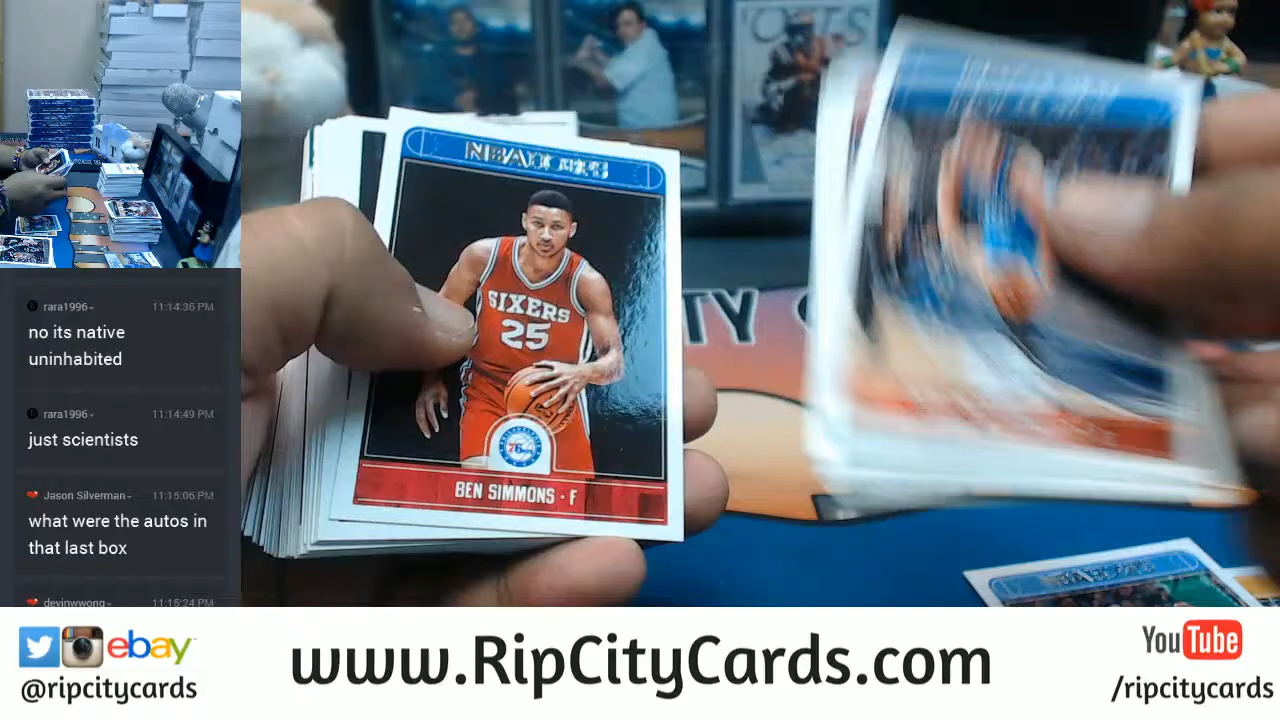 rara1996
11:14:36 PM
no its native
uninhabited
rara1996
11:14:49 PM
just scientists
Jason Silverman
11:15:06 PM
what were the autos in
that last box
devinwwong
11:15:24 PM
SIXERS
25
76ers
BEN SIMMONS · F
ebay
@ripcitycards
www.RipCityCards.com
YouTube
/ripcitycards